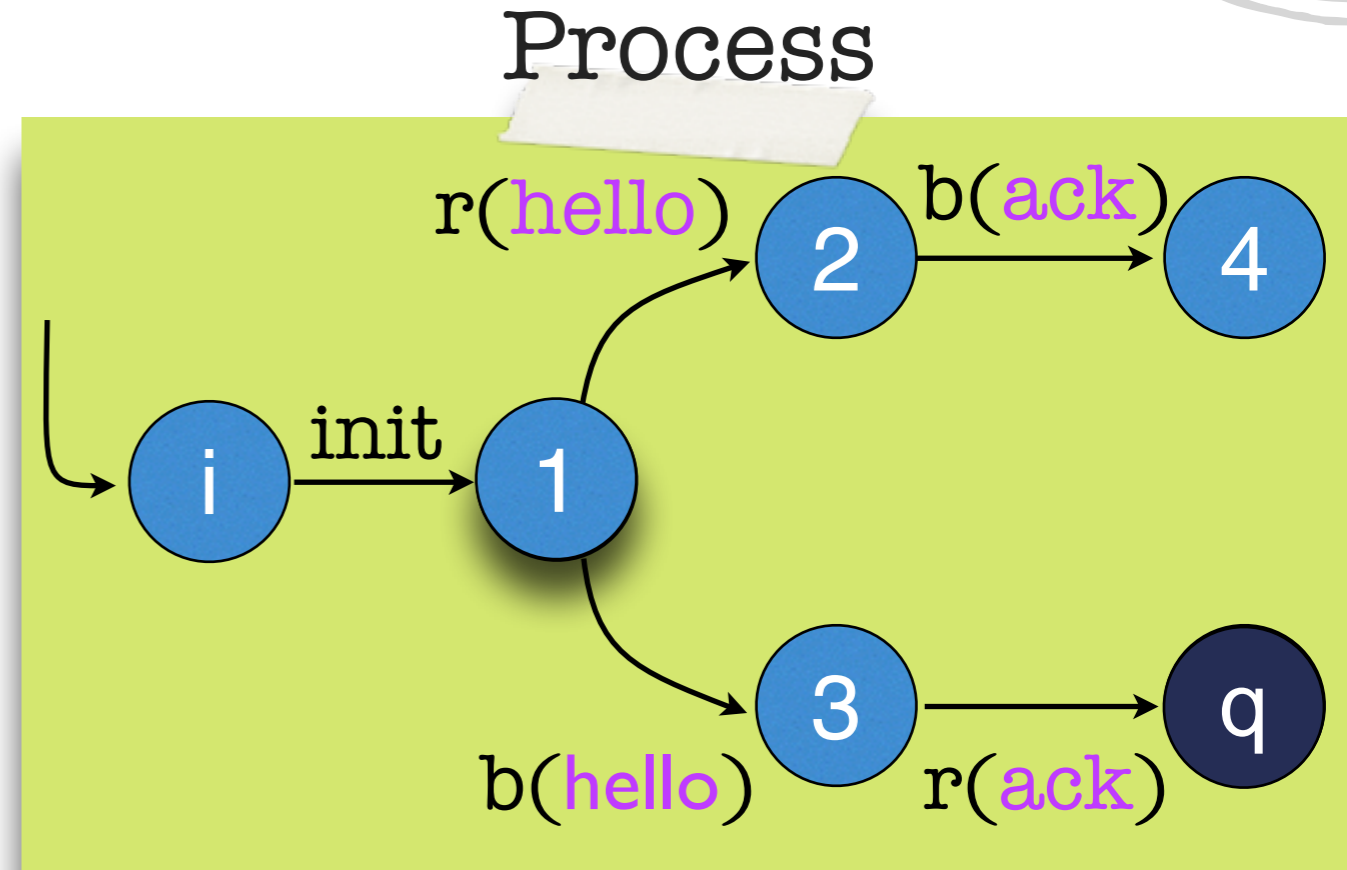 Process
r(hello)
b(ack)
2
4
init
i
1
3
q
b(hello)
r(ack)